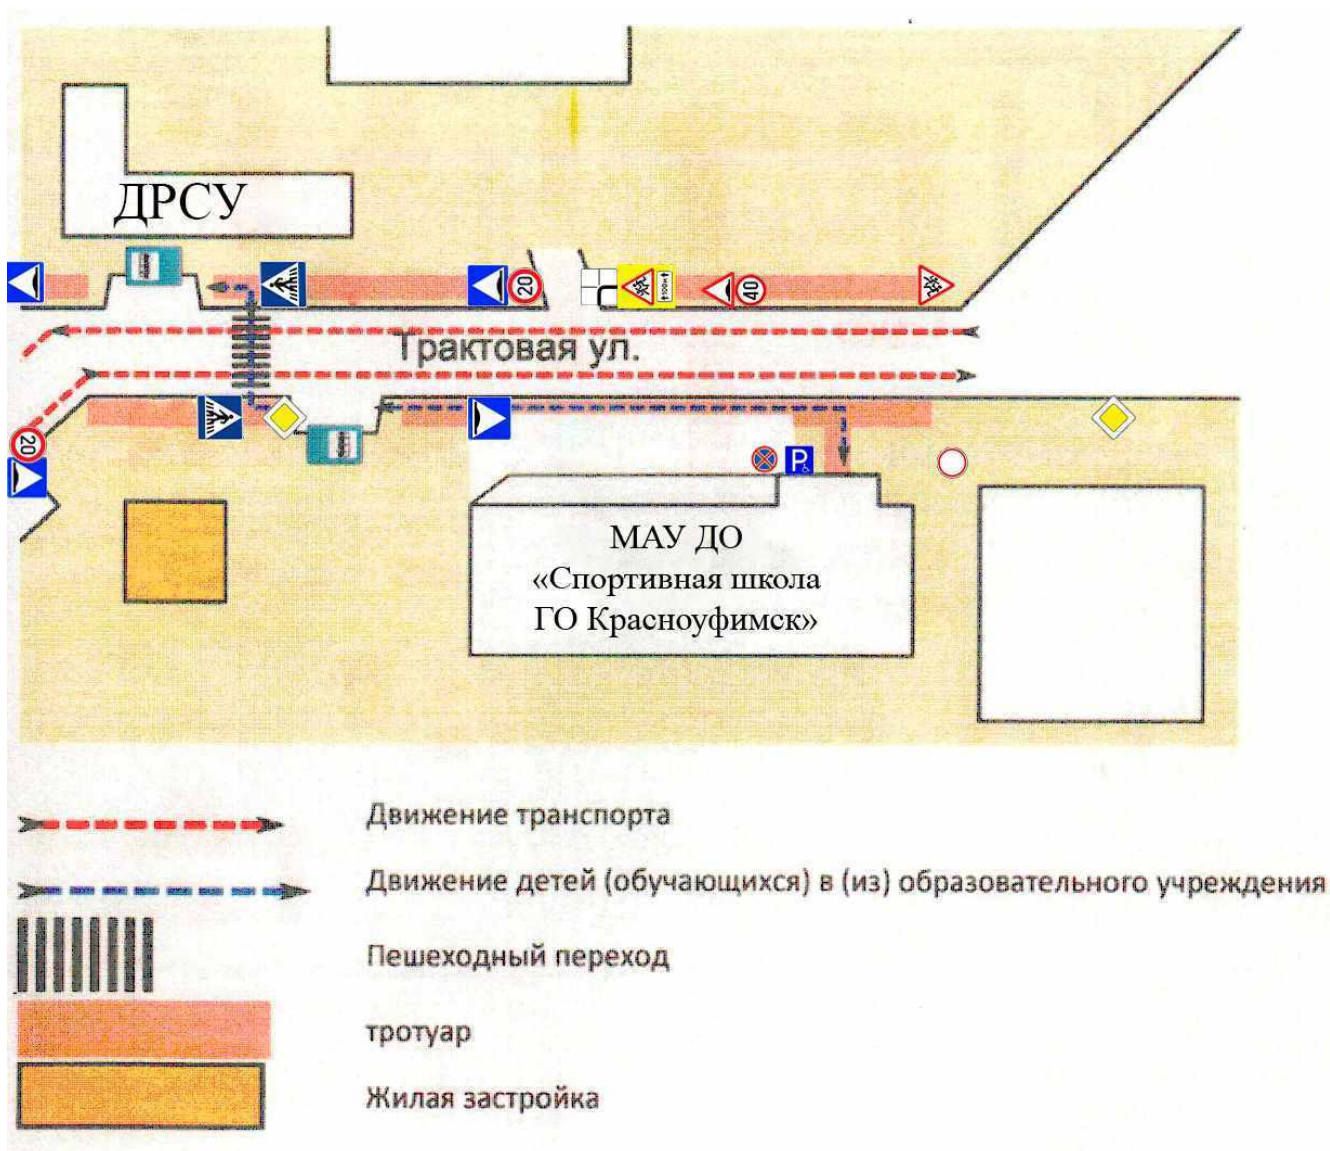 ДРСУ
20
100м
40
Трактовая ул.
20
P
МАУ ДО
«Спортивная школа
ГО Красноуфимск»
Движение транспорта
Движение детей (обучающихся) в (из) образовательного учреждения
Пешеходный переход
тротуар
Жилая застройка